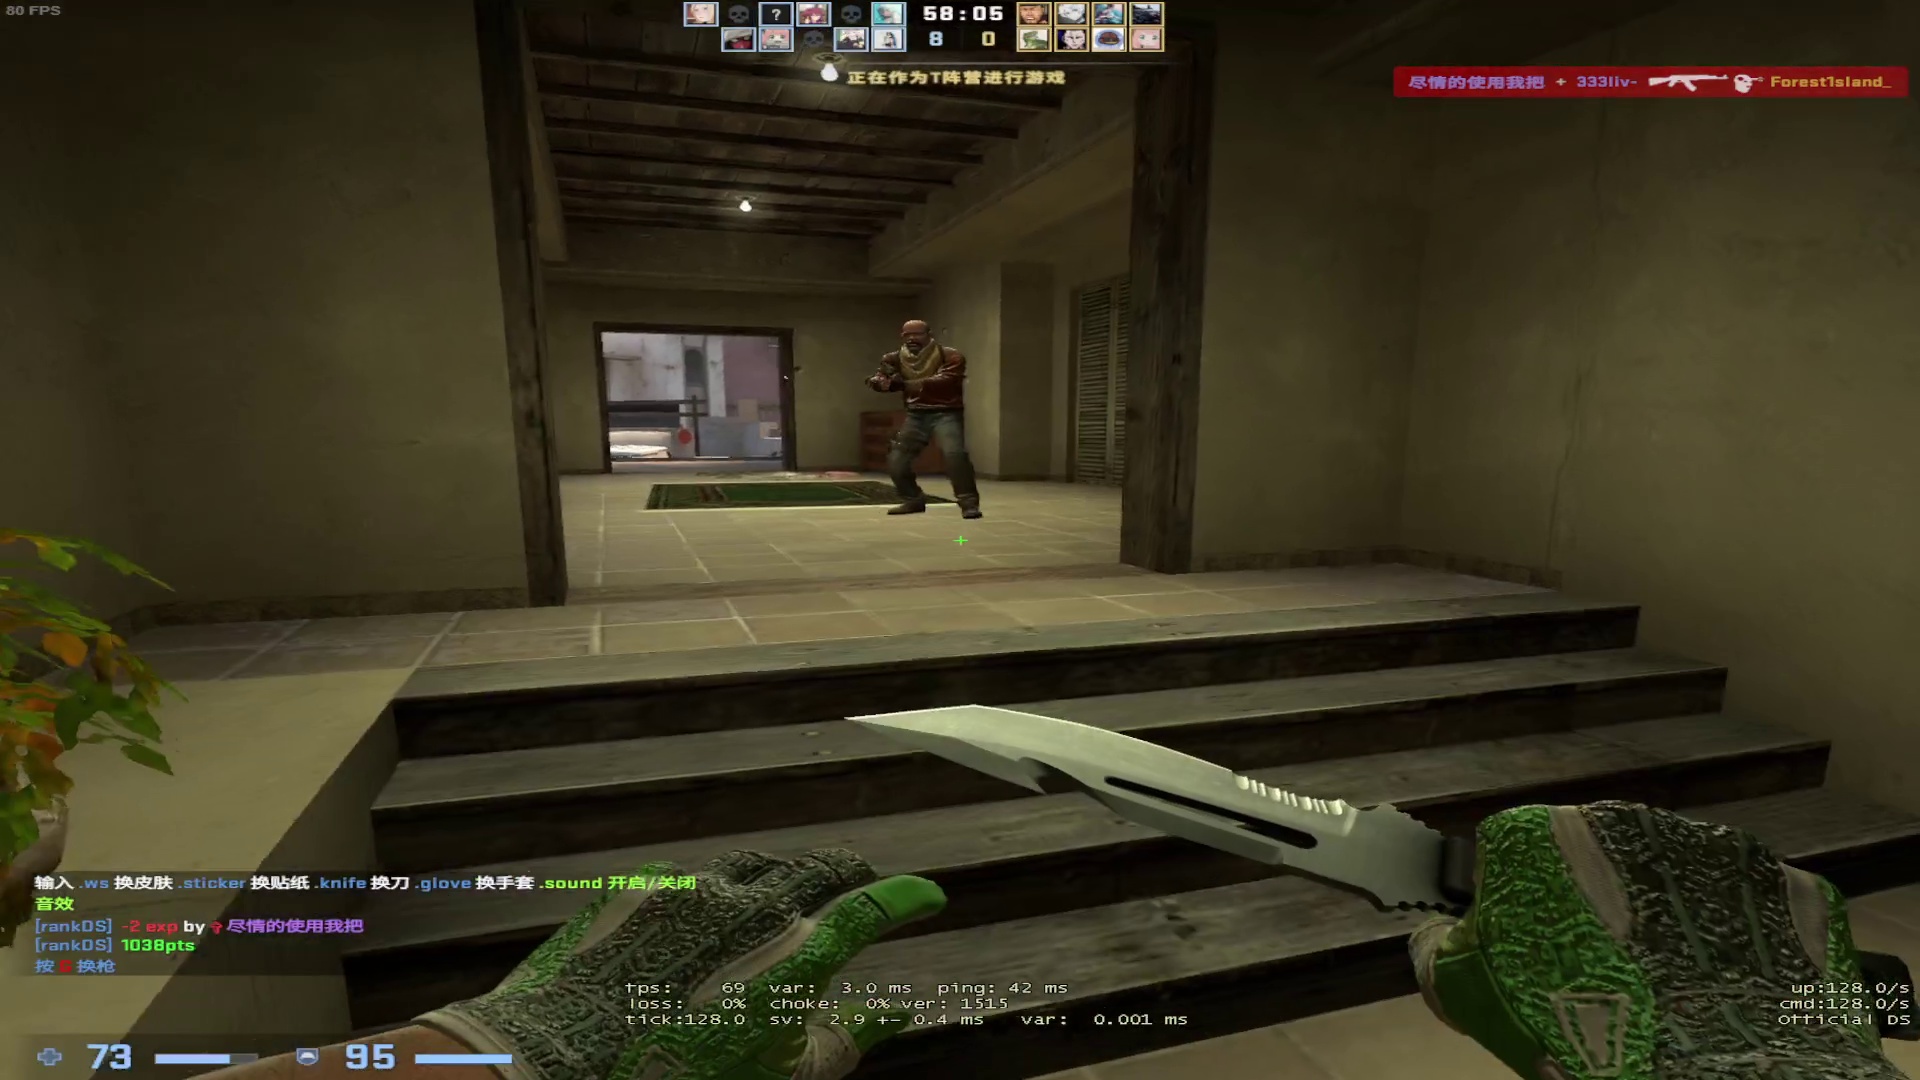 80 FPS
58:05
?
8 0
正在作为T阵营进行游戏
尽情的使用我把 + 333liv- Forest1sland_
输入 .ws 换皮肤 .sticker 换贴纸 .knife 换刀 .glove 换手套 .sound 开启/关闭
音效
[rankDS] -2 exp by 尽情的使用我把
[rankDS] 1038pts
按 G 换枪
fps: 69 var: 3.0 ms ping: 42 ms
loss: 0% choke: 0% ver: 1515
tick:128.0 sv: 2.9 +- 0.4 ms var: 0.001 ms
up:128.0/s
cmd:128.0/s
official DS
73 95